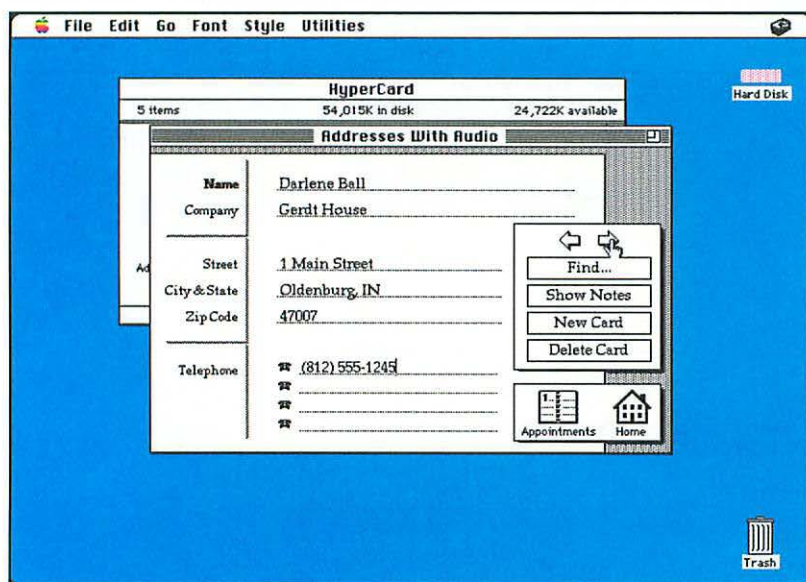 File Edit Go Font Style Utilities
Hard Disk
HyperCard
5 items 54,015K in disk 24,722K available
Addresses With Audio
Name Darlene Ball
Company Gerdt House
Street 1 Main Street
City & State Oldenburg, IN
Zip Code 47007
Telephone (812) 555-1245
Find...
Show Notes
New Card
Delete Card
Appointments Home
Ad
Trash